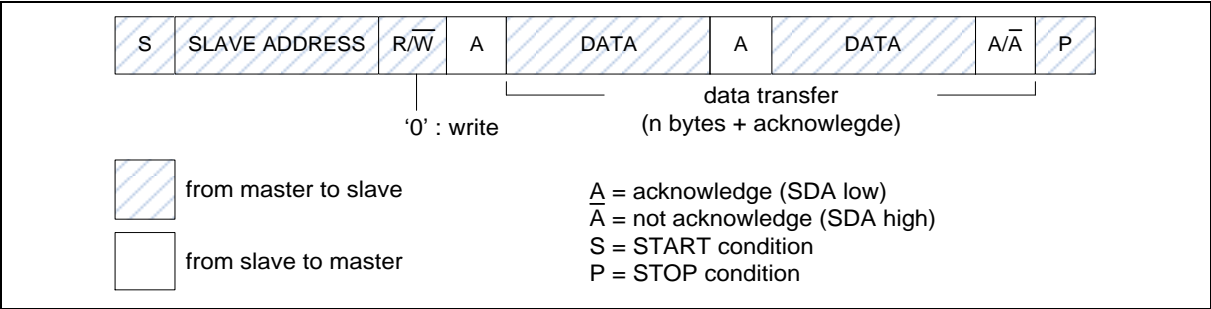 S SLAVE ADDRESS R/W̅ A DATA A DATA A/A̅ P
data transfer
‘0’ : write (n bytes + acknowlegde)
from master to slave
A = acknowledge (SDA low)
A̅ = not acknowledge (SDA high)
S = START condition
from slave to master
P = STOP condition